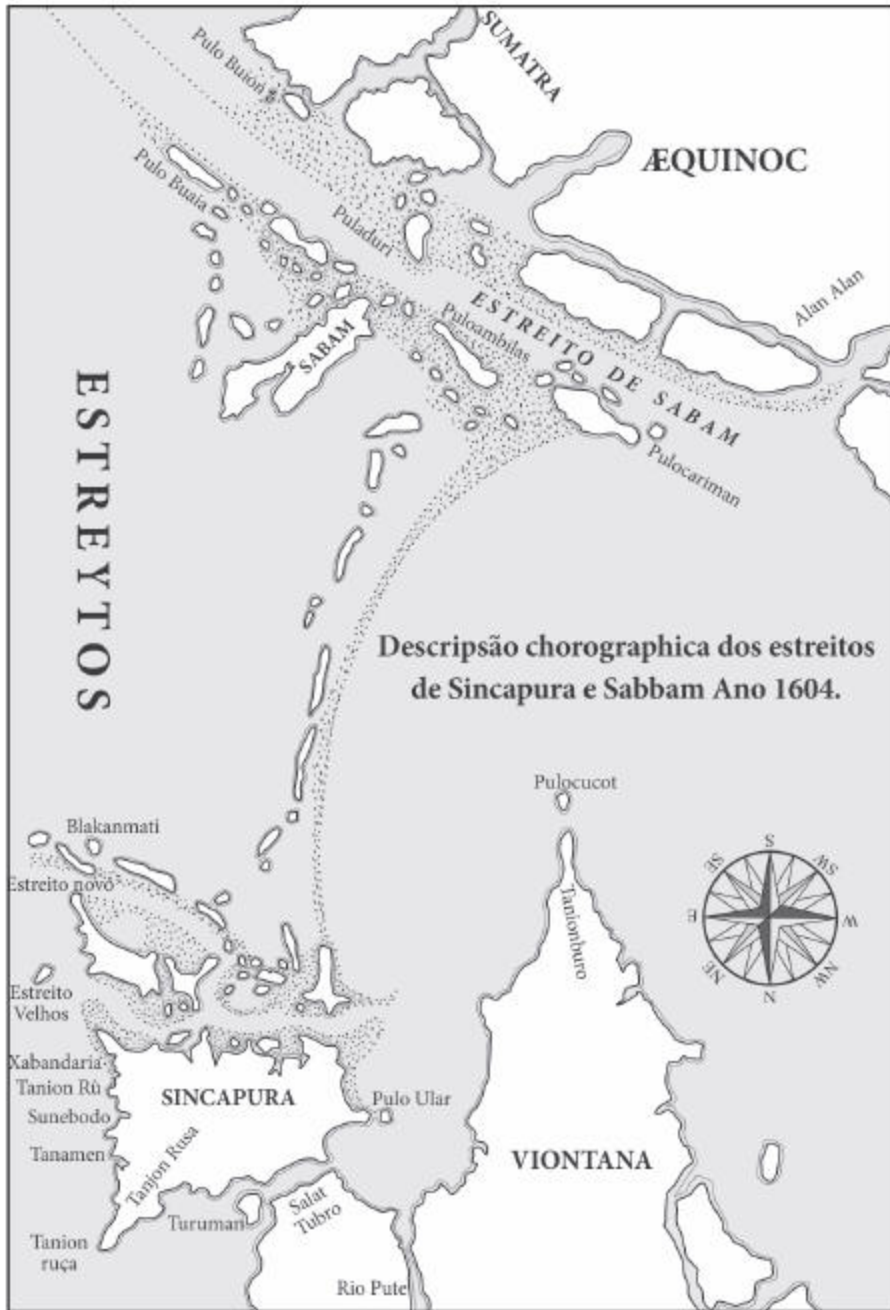 SUMATRA
Pulo Buion
ÆQUINOC
Pulo Buaia
Puladuri
Alan Alan
ESTREITO DE SABAM
Puloambilas
SABAM
Pulocariman
ESTREYTOS
Descripsão chorographica dos estreitos
de Sincapura e Sabbam Ano 1604.
Pulocucot
Blakanmati
Estreito novo
Tanionburo
S
SW
W
NW
N
NE
E
SE
Estreito
Velhos
Xabandaria
Tanion Rù
Sunebodo
Tanamen
SINCAPURA
Pulo Ular
VIONTANA
Tanjon Rusa
Turuman
Salat
Tubro
Tanion
ruça
Rio Pute